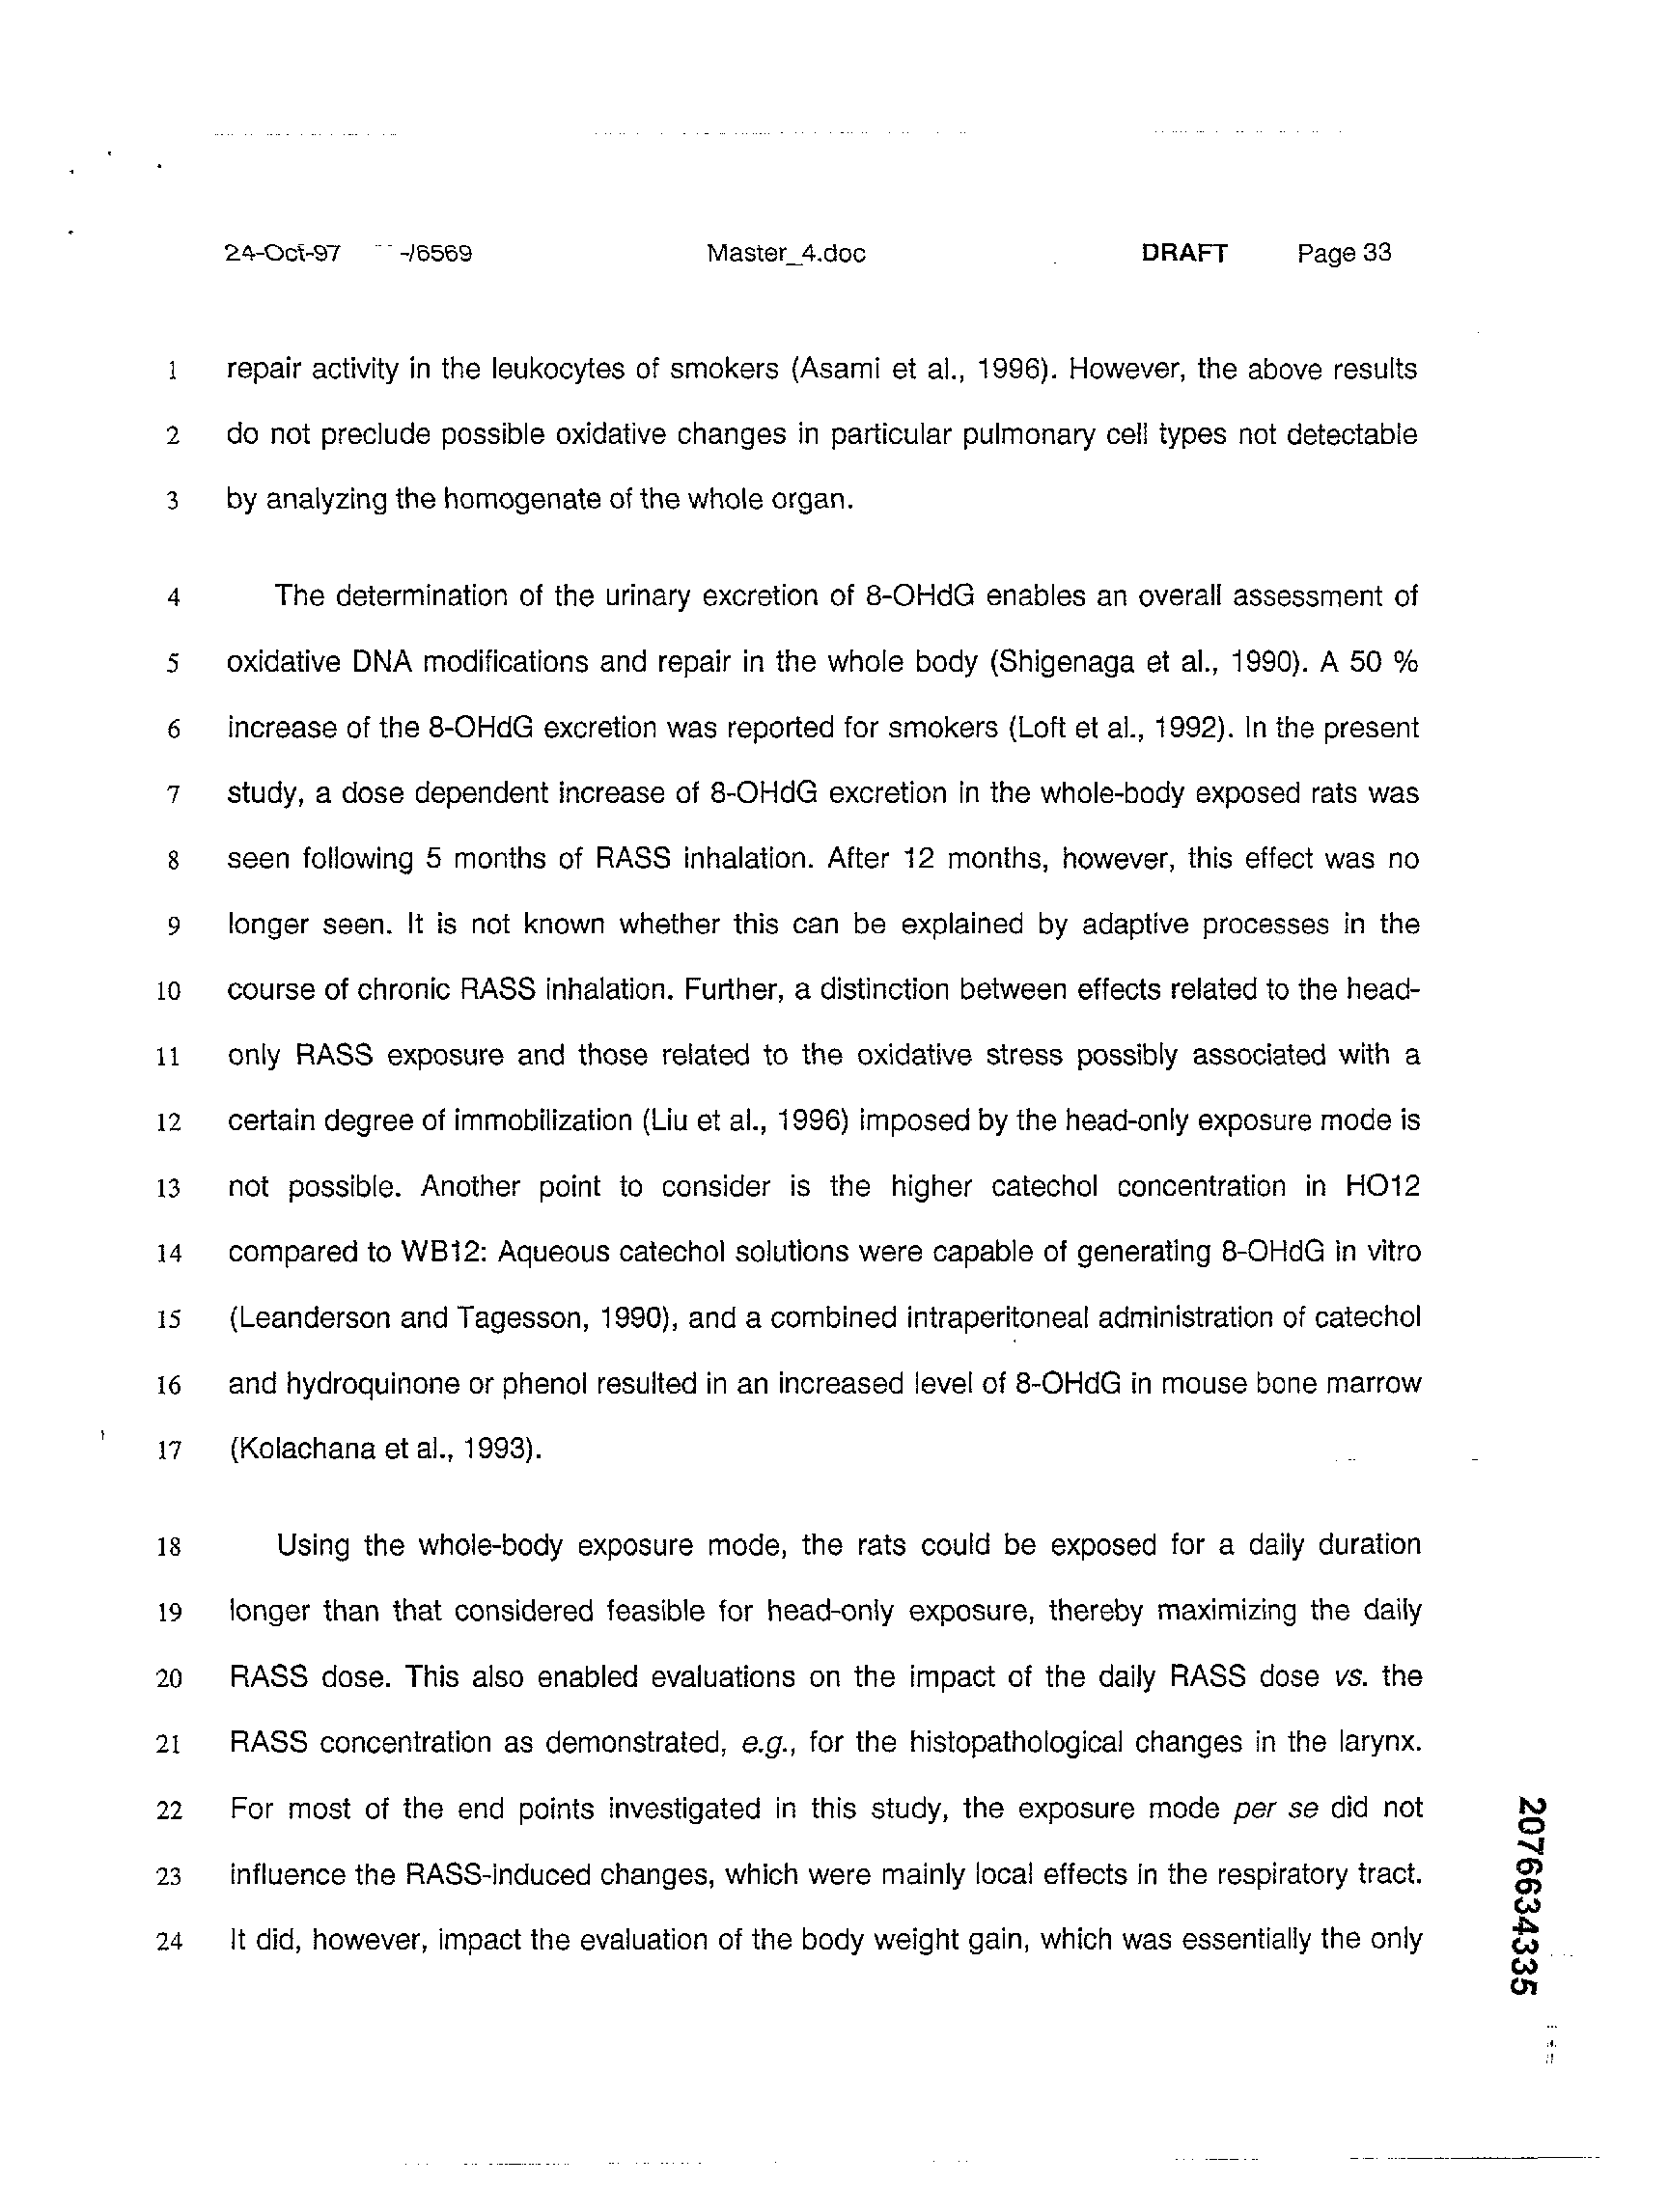 24-Oct-97 -/6569 Master_4.doc DRAFT Page 33
1 repair activity in the leukocytes of smokers (Asami et al., 1996). However, the above results
2 do not preclude possible oxidative changes in particular pulmonary cell types not detectable
3 by analyzing the homogenate of the whole organ.
4 The determination of the urinary excretion of 8-OHdG enables an overall assessment of
5 oxidative DNA modifications and repair in the whole body (Shigenaga et al., 1990). A 50 %
6 increase of the 8-OHdG excretion was reported for smokers (Loft et al., 1992). In the present
7 study, a dose dependent increase of 8-OHdG excretion in the whole-body exposed rats was
8 seen following 5 months of RASS inhalation. After 12 months, however, this effect was no
9 longer seen. It is not known whether this can be explained by adaptive processes in the
10 course of chronic RASS inhalation. Further, a distinction between effects related to the head-
11 only RASS exposure and those related to the oxidative stress possibly associated with a
12 certain degree of immobilization (Liu et al., 1996) imposed by the head-only exposure mode is
13 not possible. Another point to consider is the higher catechol concentration in HO12
14 compared to WB12: Aqueous catechol solutions were capable of generating 8-OHdG in vitro
15 (Leanderson and Tagesson, 1990), and a combined intraperitoneal administration of catechol
16 and hydroquinone or phenol resulted in an increased level of 8-OHdG in mouse bone marrow
17 (Kolachana et al., 1993).
18 Using the whole-body exposure mode, the rats could be exposed for a daily duration
19 longer than that considered feasible for head-only exposure, thereby maximizing the daily
20 RASS dose. This also enabled evaluations on the impact of the daily RASS dose vs. the
21 RASS concentration as demonstrated, e.g., for the histopathological changes in the larynx.
22 For most of the end points investigated in this study, the exposure mode per se did not
23 influence the RASS-induced changes, which were mainly local effects in the respiratory tract.
24 It did, however, impact the evaluation of the body weight gain, which was essentially the only
2076634335